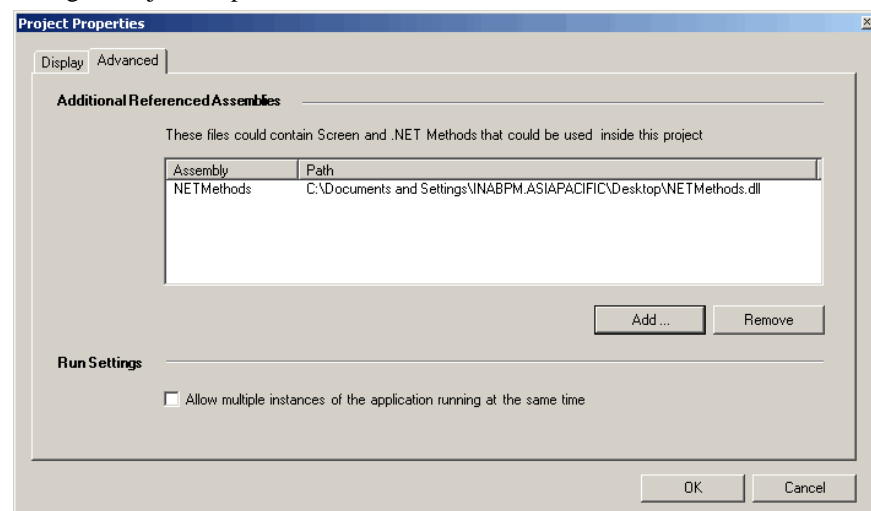 Project Properties
Display Advanced
Additional Referenced Assemblies
These files could contain Screen and .NET Methods that could be used inside this project
Assembly Path
NETMethods C:\Documents and Settings\INABPM.ASIAPACIFIC\Desktop\NETMethods.dll
Add ... Remove
Run Settings
Allow multiple instances of the application running at the same time
OK Cancel